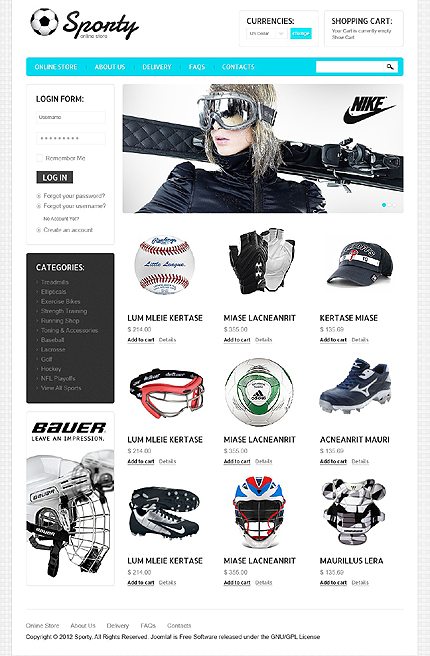 Sporty
online store
CURRENCIES:
US Dollar
change
SHOPPING CART:
Your Cart is currently empty
Show Cart
ONLINE STORE
ABOUT US
DELIVERY
FAQS
CONTACTS
LOGIN FORM:
Username
Remember Me
LOG IN
Forgot your password?
Forgot your username?
No Account Yet?
Create an account
NIKE
CATEGORIES:
Treadmills
Ellipticals
Exercise Bikes
Strength Training
Running Shop
Toning & Accessories
Baseball
Lacrosse
Golf
Hockey
NFL Playoffs
View All Sports
BAUER
LEAVE AN IMPRESSION.
BAUER
Rawlings
Little League
LUM MLEIE KERTASE
$ 214.00
Add to cart Details
MIASE LACNEANRIT
$ 355.00
Add to cart Details
KERTASE MIASE
$ 135.69
Add to cart Details
adidas
LUM MLEIE KERTASE
$ 214.00
Add to cart Details
MIASE LACNEANRIT
$ 355.00
Add to cart Details
ACNEANRIT MAURI
$ 135.69
Add to cart Details
LUM MLEIE KERTASE
$ 214.00
Add to cart Details
MIASE LACNEANRIT
$ 355.00
Add to cart Details
MAURILLUS LERA
$ 135.69
Add to cart Details
Online Store
About Us
Delivery
FAQs
Contacts
Copyright © 2012 Sporty. All Rights Reserved. Joomla! is Free Software released under the GNU/GPL License